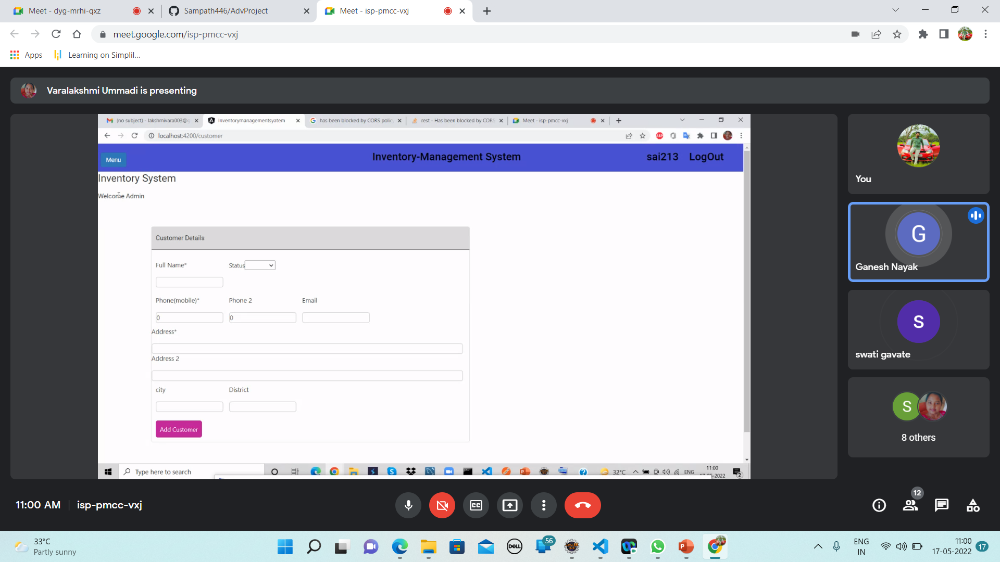 Meet - dyg-mrhi-qxz
Sampath446/AdvProject
Meet - isp-pmcc-vxj
meet.google.com/isp-pmcc-vxj
Apps
Learning on Simplil...
Varalakshmi Ummadi is presenting
(no subject) - lakshmivara003@g
Inventorymanagementsyatem
has been blocked by CORS polic
rest - Has been blocked by CORS
Meet - isp-pmcc-vxj
localhost:4200/customer
ABP
Menu
Inventory-Management System
sai213
LogOut
Inventory System
Welcome Admin
Customer Details
Full Name*
Status
Phone(mobile)*
Phone 2
Email
0
0
Address*
Address 2
city
District
Add Customer
Type here to search
32°C
ENG
11:00
2
You
G
Ganesh Nayak
S
swati gavate
S
8 others
11:00 AM
isp-pmcc-vxj
CC
12
33°C
Partly sunny
DELL
56
ENG
IN
11:00
17-05-2022
17